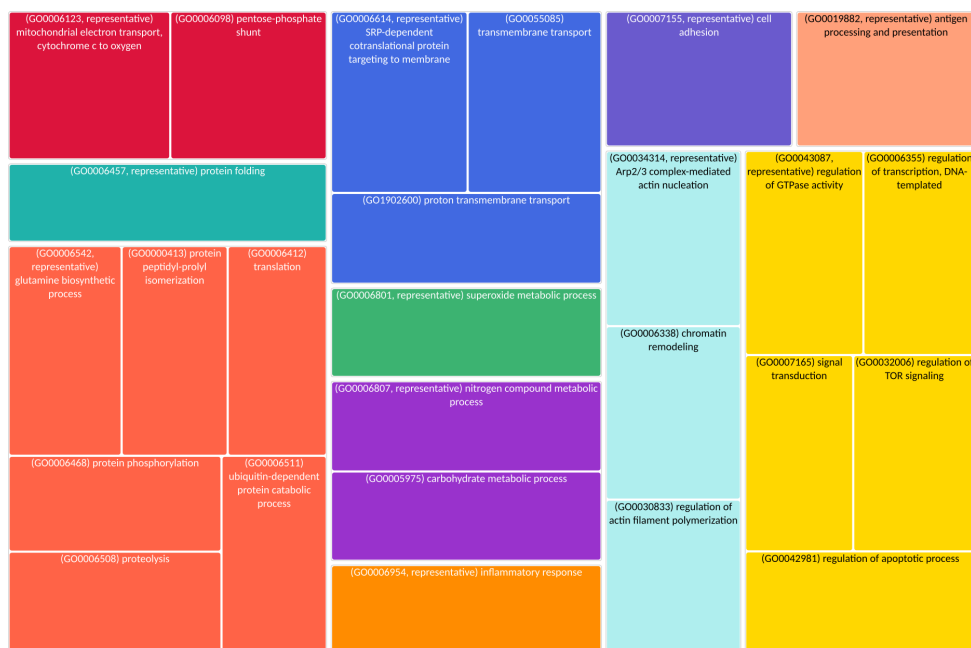 (GO0006123, representative)
mitochondrial electron transport,
cytochrome c to oxygen
(GO0006098) pentose-phosphate
shunt
(GO0006457, representative) protein folding
(GO0006542,
representative)
glutamine biosynthetic
process
(GO0000413) protein
peptidyl-prolyl
isomerization
(GO0006412)
translation
(GO0006468) protein phosphorylation
(GO0006511)
ubiquitin-dependent
protein catabolic
process
(GO0006508) proteolysis
(GO0006614, representative)
SRP-dependent
cotranslational protein
targeting to membrane
(GO0055085)
transmembrane transport
(GO1902600) proton transmembrane transport
(GO0006801, representative) superoxide metabolic process
(GO0006807, representative) nitrogen compound metabolic
process
(GO0005975) carbohydrate metabolic process
(GO0006954, representative) inflammatory response
(GO0007155, representative) cell
adhesion
(GO0019882, representative) antigen
processing and presentation
(GO0034314, representative)
Arp2/3 complex-mediated
actin nucleation
(GO0006338) chromatin
remodeling
(GO0030833) regulation of
actin filament polymerization
(GO0043087,
representative) regulation
of GTPase activity
(GO0006355) regulation
of transcription, DNA-
templated
(GO0007165) signal
transduction
(GO0032006) regulation of
TOR signaling
(GO0042981) regulation of apoptotic process